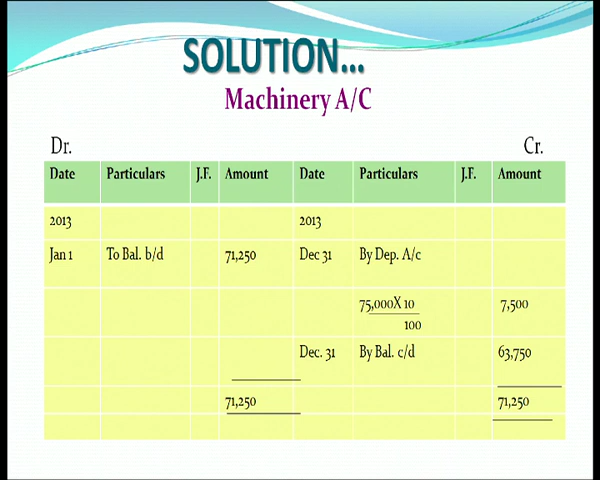 SOLUTION...
Machinery A/C
Dr. Cr.
Date Particulars J.F. Amount Date Particulars J.F. Amount
2013 2013
Jan 1 To Bal. b/d 71,250 Dec 31 By Dep. A/c
75,000X 10 7,500
100
Dec. 31 By Bal. c/d 63,750
71,250 71,250